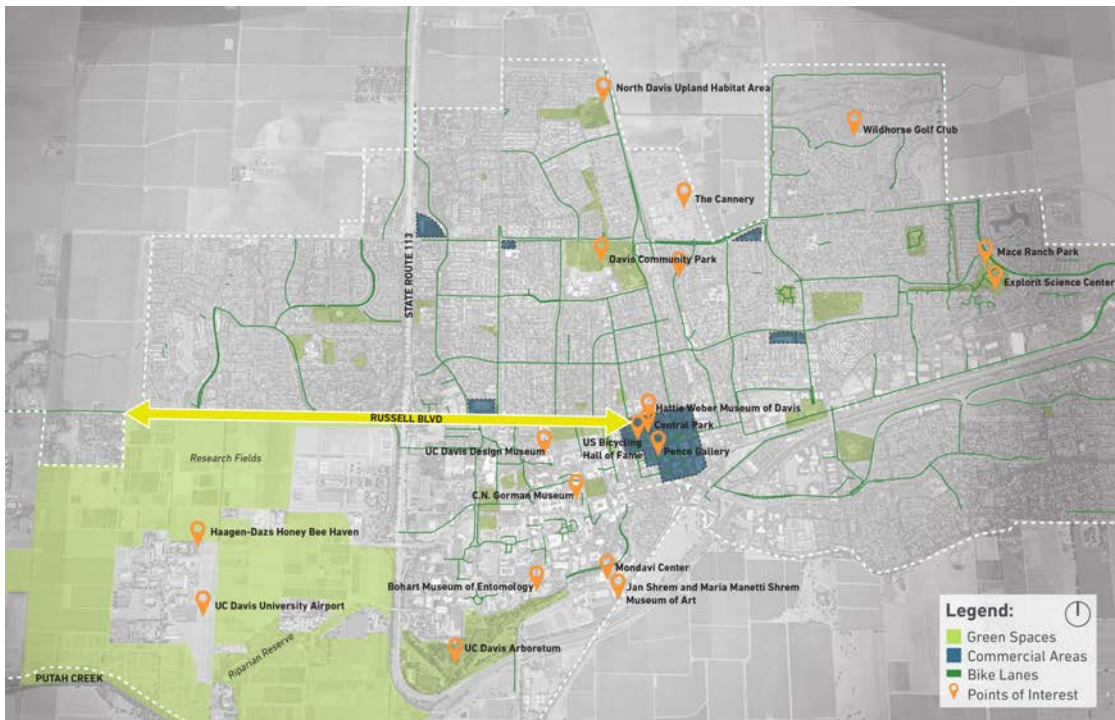 North Davis Upland Habitat Area
Wildhorse Golf Club
The Cannery
STATE ROUTE 113
Davis Community Park
Mace Ranch Park
Explorit Science Center
RUSSELL BLVD
Hattie Weber Museum of Davis
Central Park
US Bicycling
Hall of Fame
Pence Gallery
UC Davis Design Museum
Research Fields
C.N. Gorman Museum
Haagen-Dazs Honey Bee Haven
Mondavi Center
Bohart Museum of Entomology
Jan Shrem and Maria Manetti Shrem
Museum of Art
UC Davis University Airport
Riparian Reserve
UC Davis Arboretum
PUTAH CREEK
Legend:
Green Spaces
Commercial Areas
Bike Lanes
Points of Interest